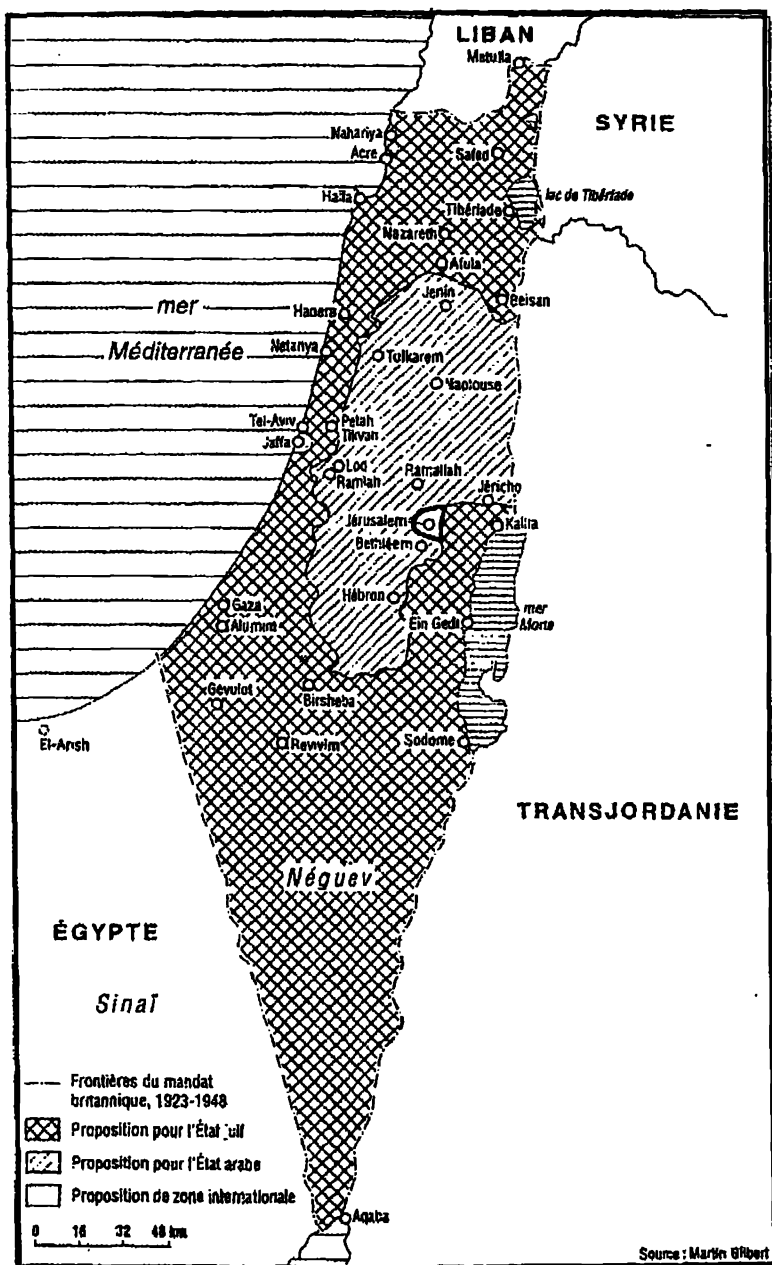 LIBAN
Metulla
SYRIE
Nahariya
Acre
Safed
Haïfa
Tibériade
lac de Tibériade
Nazareth
Afula
Jenin
Beisan
mer
Méditerranée
Hadera
Netanya
Tulkarem
Naplouse
Tel-Aviv
Jaffa
Petah
Tikvah
Lod
Ramlah
Ramallah
Jéricho
Jérusalem
Kallia
Bethléem
Hébron
Ein Gedi
mer
Morte
Gaza
Alumim
Gevulot
Birsheba
El-Arish
Revivim
Sodome
TRANSJORDANIE
Néguev
ÉGYPTE
Sinaï
Frontières du mandat
britannique, 1923-1948
Proposition pour l'État juif
Proposition pour l'État arabe
Proposition de zone internationale
0 16 32 48 km
Aqaba
Source : Martin Gilbert